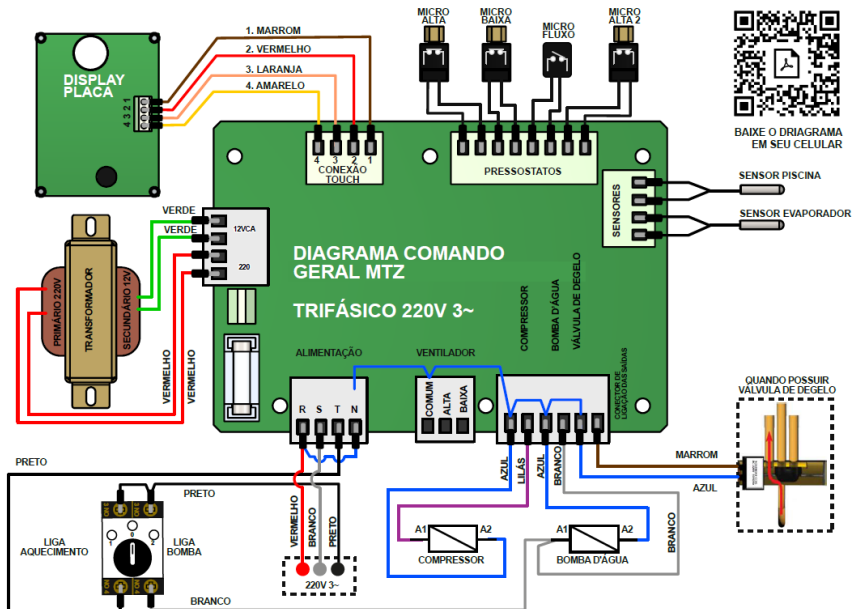 MICRO
ALTA
MICRO
BAIXA
MICRO
FLUXO
MICRO
ALTA 2
1. MARROM
2. VERMELHO
3. LARANJA
4. AMARELO
DISPLAY
PLACA
4 3 2 1
4 3 2 1
CONEXÃO
TOUCH
PRESSOSTATOS
BAIXE O DRIAGRAMA
EM SEU CELULAR
SENSORES
SENSOR PISCINA
SENSOR EVAPORADOR
VERDE
VERDE
12VCA
220
PRIMÁRIO 220V
TRANSFORMADOR
SECUNDÁRIO 12V
VERMELHO
VERMELHO
DIAGRAMA COMANDO
GERAL MTZ
TRIFÁSICO 220V 3~
COMPRESSOR
BOMBA D'ÁGUA
VÁLVULA DE DEGELO
ALIMENTAÇÃO
R S T N
VENTILADOR
COMUM
ALTA
BAIXA
CONECTOR DE
LIGAÇÃO DAS SAÍDAS
QUANDO POSSUIR
VALVULA DE DEGELO
MARROM
AZUL
AZUL
LILÁS
AZUL
BRANCO
PRETO
PRETO
LIGA
AQUECIMENTO
LIGA
BOMBA
0
1
2
VERMELHO
BRANCO
PRETO
220V 3~
A1
A2
COMPRESSOR
A1
A2
BOMBA D'ÁGUA
BRANCO
BRANCO